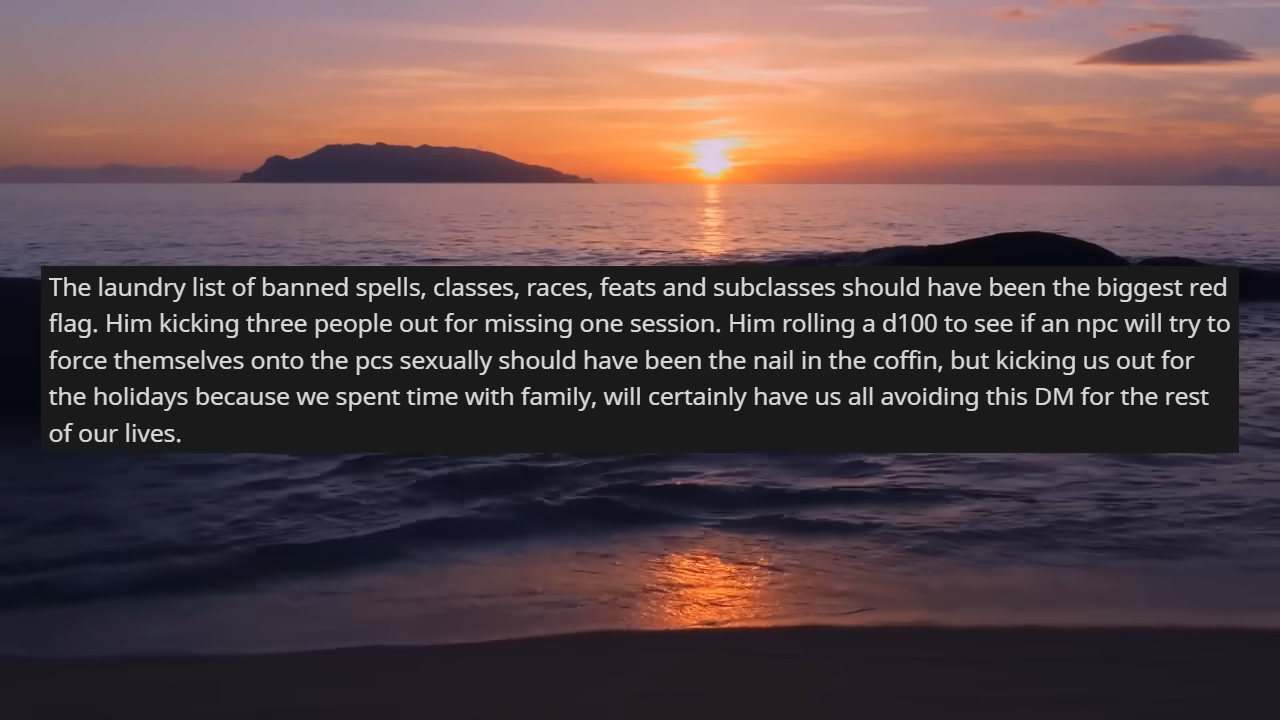 The laundry list of banned spells, classes, races, feats and subclasses should have been the biggest red
flag. Him kicking three people out for missing one session. Him rolling a d100 to see if an npc will try to
force themselves onto the pcs sexually should have been the nail in the coffin, but kicking us out for
the holidays because we spent time with family, will certainly have us all avoiding this DM for the rest
of our lives.